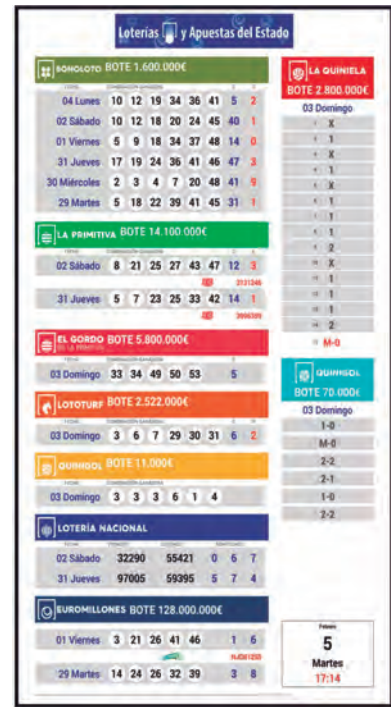 Loterías y Apuestas del Estado
BONOLOTO BOTE 1.600.000€
04 Lunes 10 12 19 34 36 41 5 2
02 Sábado 10 12 18 20 24 45 40 1
01 Viernes 5 9 18 34 37 48 14 0
31 Jueves 17 19 24 36 41 46 47 3
30 Miércoles 2 3 4 7 20 48 41 9
29 Martes 5 18 22 39 41 45 31 1
LA PRIMITIVA BOTE 14.100.000€
02 Sábado 8 21 25 27 43 47 12 3
31 Jueves 5 7 23 25 33 42 14 1
EL GORDO BOTE 5.800.000€
DE LA PRIMITIVA
03 Domingo 33 34 49 50 53 5
LOTOTURF BOTE 2.522.000€
03 Domingo 3 6 7 29 30 31 6 2
QUINIGOL BOTE 11.000€
03 Domingo 3 3 3 6 1 4
LOTERÍA NACIONAL
02 Sábado 32290 55421 0 6 7
31 Jueves 97005 59395 5 7 4
EUROMILLONES BOTE 128.000.000€
01 Viernes 3 21 26 41 46 1 6
29 Martes 14 24 26 32 39 3 8
LA QUINIELA
BOTE 2.800.000€
03 Domingo
X
1
X
1
X
1
1
1
2
X
1
1
1
2
M-0
QUINIGOL
BOTE 70.000€
03 Domingo
1-0
M-0
2-2
2-1
1-0
2-2
Febrero
5
Martes
17:14